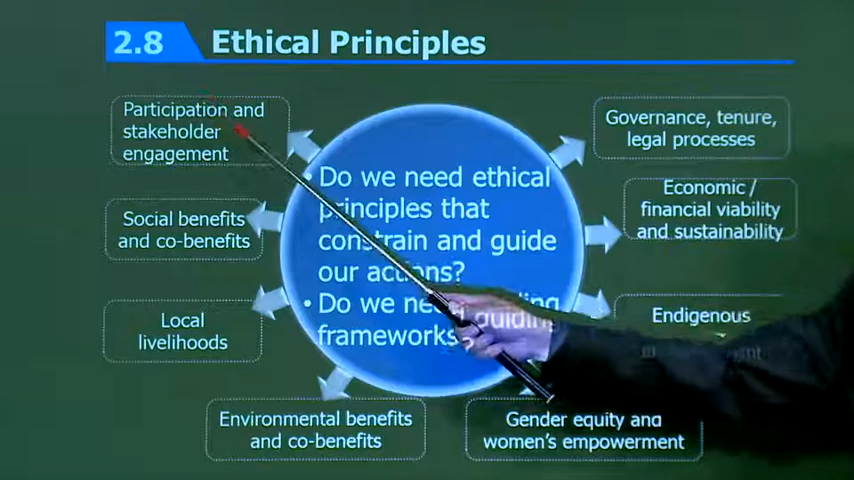 2.8 Ethical Principles
Participation and
stakeholder
engagement
Social benefits
and co-benefits
Local
livelihoods
Environmental benefits
and co-benefits
• Do we need ethical
principles that
constrain and guide
our actions?
• Do we need guiding
frameworks
Governance, tenure,
legal processes
Economic /
financial viability
and sustainability
Endigenous
Gender equity and
women's empowerment